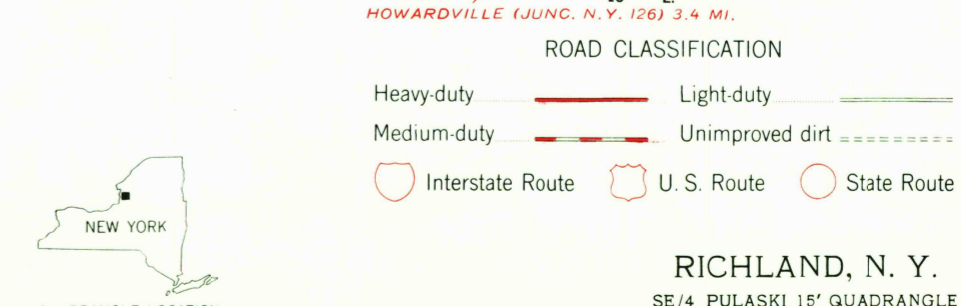 HOWARDVILLE (JUNC. N.Y. 126) 3.4 MI.
ROAD CLASSIFICATION
Heavy-duty Light-duty
Medium-duty Unimproved dirt
Interstate Route U. S. Route State Route
NEW YORK
RICHLAND, N. Y.
SE/4 PULASKI 15' QUADRANGLE